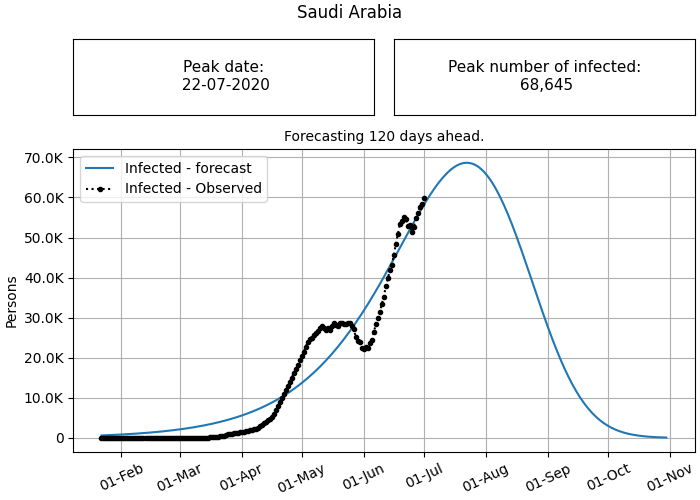 Saudi Arabia
Peak date:
22-07-2020
Peak number of infected:
68,645
Forecasting 120 days ahead.
Infected - forecast
Infected - Observed
Persons
70.0K
60.0K
50.0K
40.0K
30.0K
20.0K
10.0K
0
01-Feb
01-Mar
01-Apr
01-May
01-Jun
01-Jul
01-Aug
01-Sep
01-Oct
01-Nov